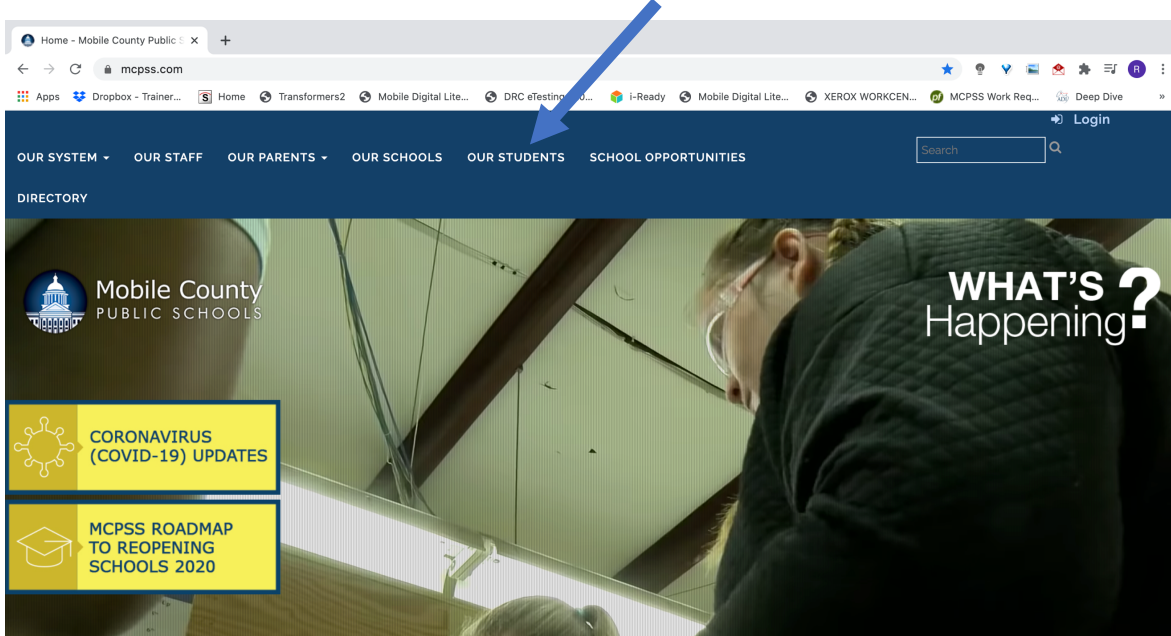 Home - Mobile County Public S
mcpss.com
R
Apps Dropbox - Trainer... S Home Transformers2 Mobile Digital Lite... DRC eTesting i-Ready Mobile Digital Lite... XEROX WORKCEN... pf MCPSS Work Req... Deep Dive »
Login
OUR SYSTEM OUR STAFF OUR PARENTS OUR SCHOOLS OUR STUDENTS SCHOOL OPPORTUNITIES Search
DIRECTORY
Mobile County
PUBLIC SCHOOLS
WHAT'S
Happening?
CORONAVIRUS
(COVID-19) UPDATES
MCPSS ROADMAP
TO REOPENING
SCHOOLS 2020